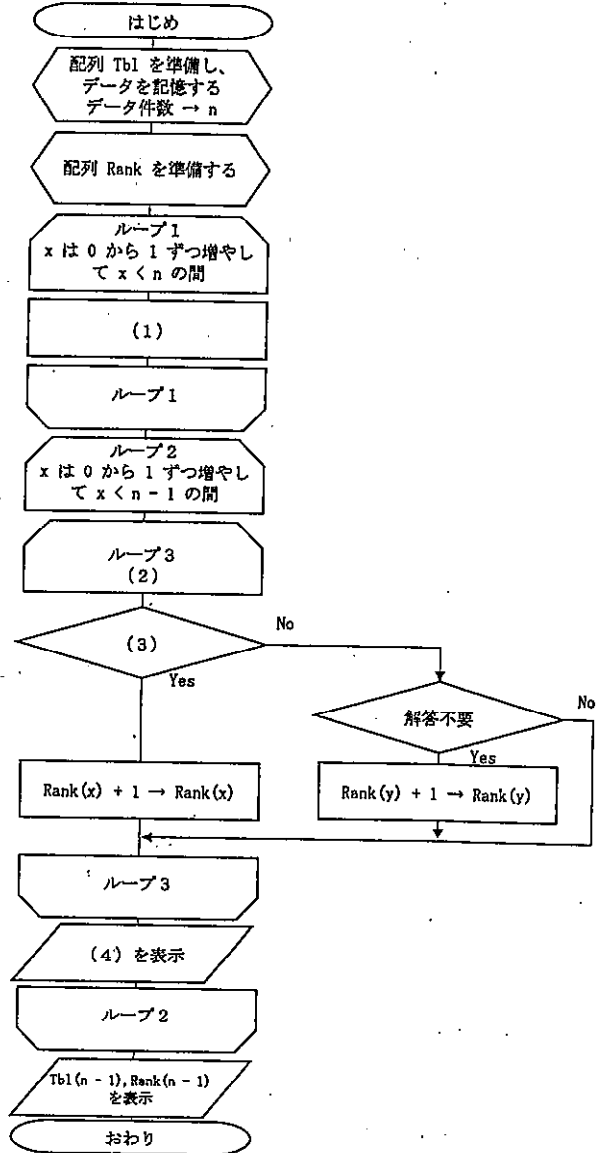 はじめ
配列 Tbl を準備し、
データを記憶する
データ件数 → n
配列 Rank を準備する
ループ1
x は 0 から 1 ずつ増やし
て x < n の間
(1)
ループ1
ループ2
x は 0 から 1 ずつ増やし
て x < n - 1 の間
ループ3
(2)
(3)
No
Yes
解答不要
No
Yes
Rank(x) + 1 → Rank(x)
Rank(y) + 1 → Rank(y)
ループ3
(4) を表示
ループ2
Tbl(n - 1),Rank(n - 1)
を表示
おわり